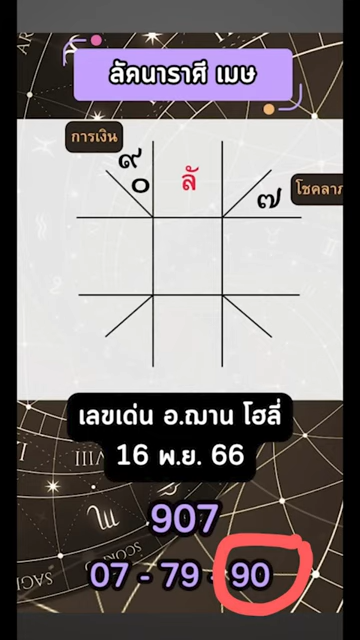 ลัคนาราศี เมษ
การเงิน
๙
๐
ลั
๗
โชคลาภ
เลขเด่น อ.ฌาน โฮลี่
16 พ.ย. 66
907
07 - 79 - 90